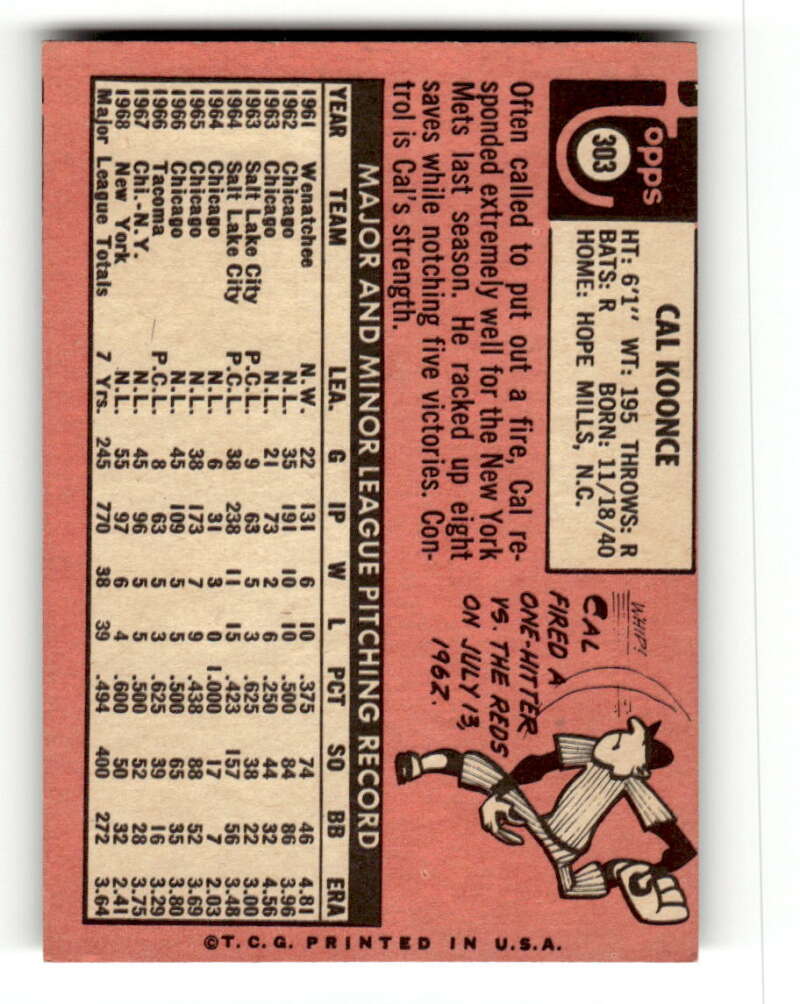 topps
303
CAL KOONCE
HT: 6'1" WT: 195 THROWS: R
BATS: R BORN: 11/18/40
HOME: HOPE MILLS, N.C.
Often called to put out a fire, Cal re-
sponded extremely well for the New York
Mets last season. He racked up eight
saves while notching five victories. Con-
trol is Cal's strength.
WHIP!
CAL
FIRED A
ONE-HITTER
VS. THE REDS
ON JULY 13,
1962.
MAJOR AND MINOR LEAGUE PITCHING RECORD
YEAR TEAM LEA. G IP W L PCT SO BB ERA
1961 Wenatchee N.W. 22 131 6 10 .375 74 46 4.81
1962 Chicago N.L. 35 191 10 10 .500 84 86 3.96
1963 Chicago N.L. 21 73 2 6 .250 44 32 4.56
1963 Salt Lake City P.C.L. 9 63 5 3 .625 38 22 3.00
1964 Salt Lake City P.C.L. 38 238 11 15 .423 157 56 3.48
1964 Chicago N.L. 6 31 3 0 1.000 17 7 2.03
1965 Chicago N.L. 38 173 7 9 .438 88 52 3.69
1966 Chicago N.L. 45 109 5 5 .500 65 35 3.80
1966 Tacoma P.C.L. 8 63 5 3 .625 39 16 3.29
1967 Chi.-N.Y. N.L. 45 96 5 5 .500 52 28 3.75
1968 New York N.L. 55 97 6 4 .600 50 32 2.41
Major League Totals 7 Yrs. 245 770 38 39 .494 400 272 3.64
©T.C.G. PRINTED IN U.S.A.